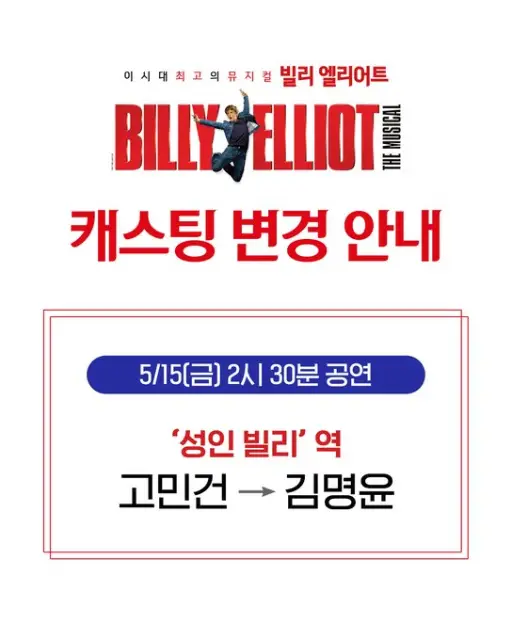 이 시 대 최 고 의 뮤 지 컬 빌리 엘리어트
BILLY ELLIOT
THE MUSICAL
캐스팅 변경 안내
5/15(금) 2시 30분 공연
‘성인 빌리’ 역
고민건 → 김명윤